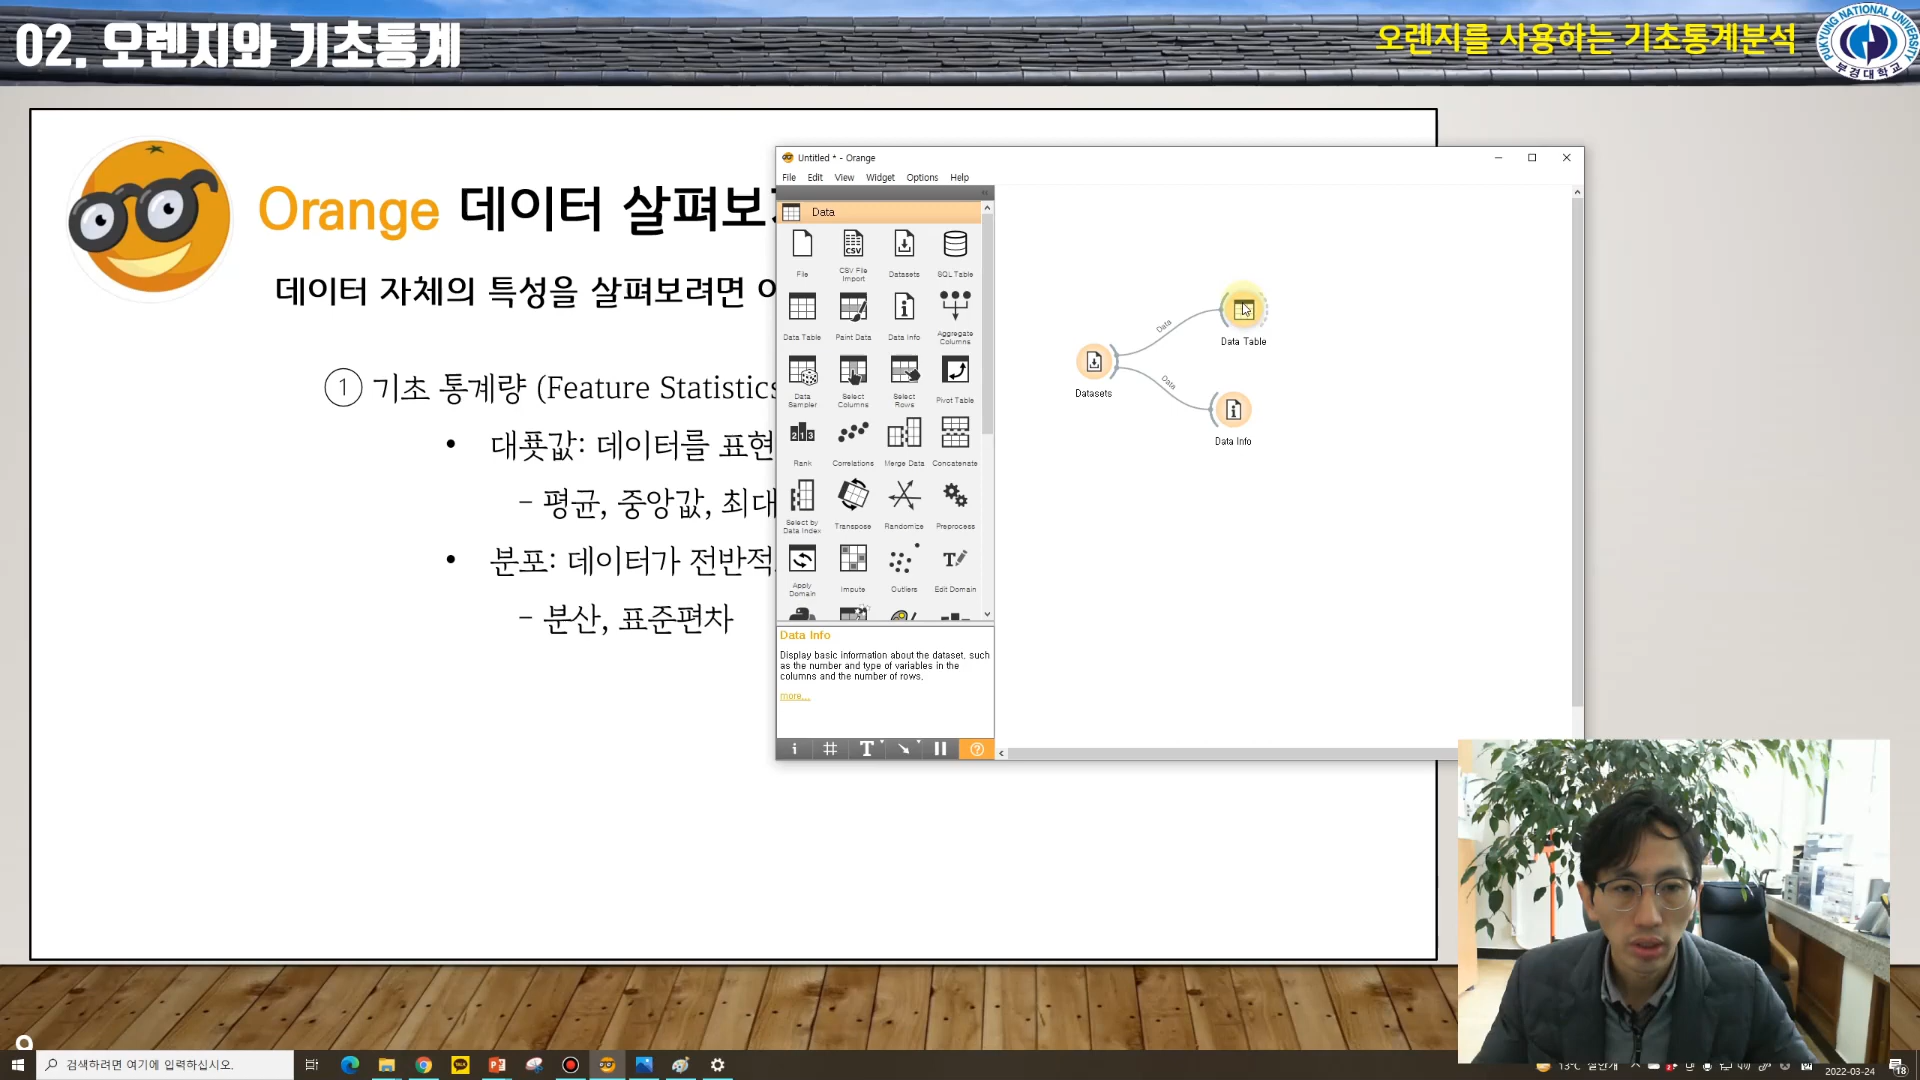 02. 오렌지와 기초통계
오렌지를 사용하는 기초통계분석
PUKYONG NATIONAL UNIVERSITY
부경대학교
Orange 데이터 살펴보
데이터 자체의 특성을 살펴보려면
① 기초 통계량 (Feature Statistics
• 대푯값: 데이터를 표현
- 평균, 중앙값, 최대
• 분포: 데이터가 전반적
- 분산, 표준편차
Untitled * - Orange
File Edit View Widget Options Help
Data
File
CSV File Import
Datasets
SQL Table
Data Table
Paint Data
Data Info
Aggregate Columns
Data Sampler
Select Columns
Select Rows
Pivot Table
Rank
Correlations
Merge Data
Concatenate
Select by Data Index
Transpose
Randomize
Preprocess
Apply Domain
Impute
Outliers
Edit Domain
Data Info
Display basic information about the dataset, such
as the number and type of variables in the
columns and the number of rows.
more...
Datasets
Data
Data Table
Data
Data Info
검색하려면 여기에 입력하십시오.
13°C
2022-03-24
18